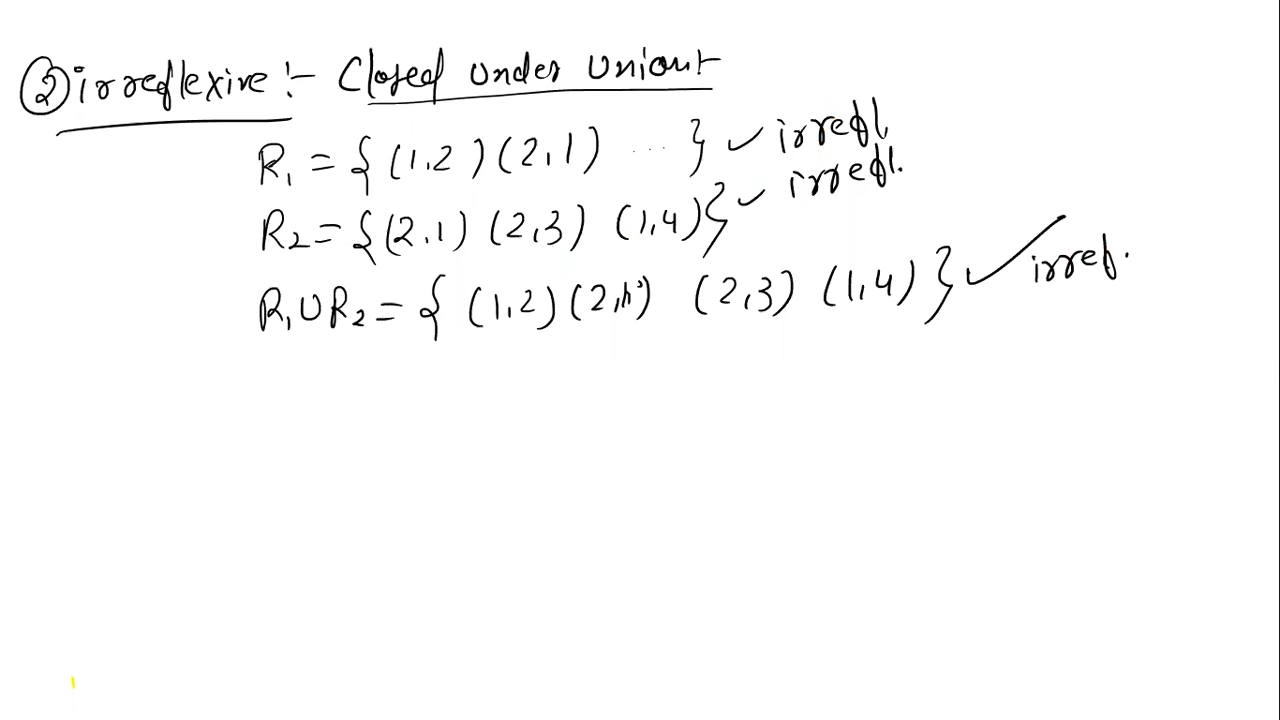 ② irreflexive :- Closed under Union
R₁ = { (1,2) (2,1) .... } ✓ irrefl.
R₂ = { (2,1) (2,3) (1,4) } ✓ irrefl.
R₁ ∪ R₂ = { (1,2) (2,1) (2,3) (1,4) } ✓ irref.